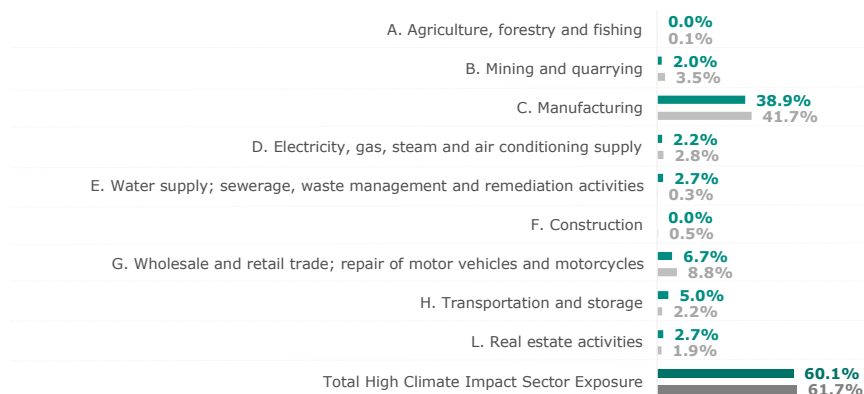 A. Agriculture, forestry and fishing
0.0%
0.1%
B. Mining and quarrying
2.0%
3.5%
C. Manufacturing
38.9%
41.7%
D. Electricity, gas, steam and air conditioning supply
2.2%
2.8%
E. Water supply; sewerage, waste management and remediation activities
2.7%
0.3%
F. Construction
0.0%
0.5%
G. Wholesale and retail trade; repair of motor vehicles and motorcycles
6.7%
8.8%
H. Transportation and storage
5.0%
2.2%
L. Real estate activities
2.7%
1.9%
Total High Climate Impact Sector Exposure
60.1%
61.7%